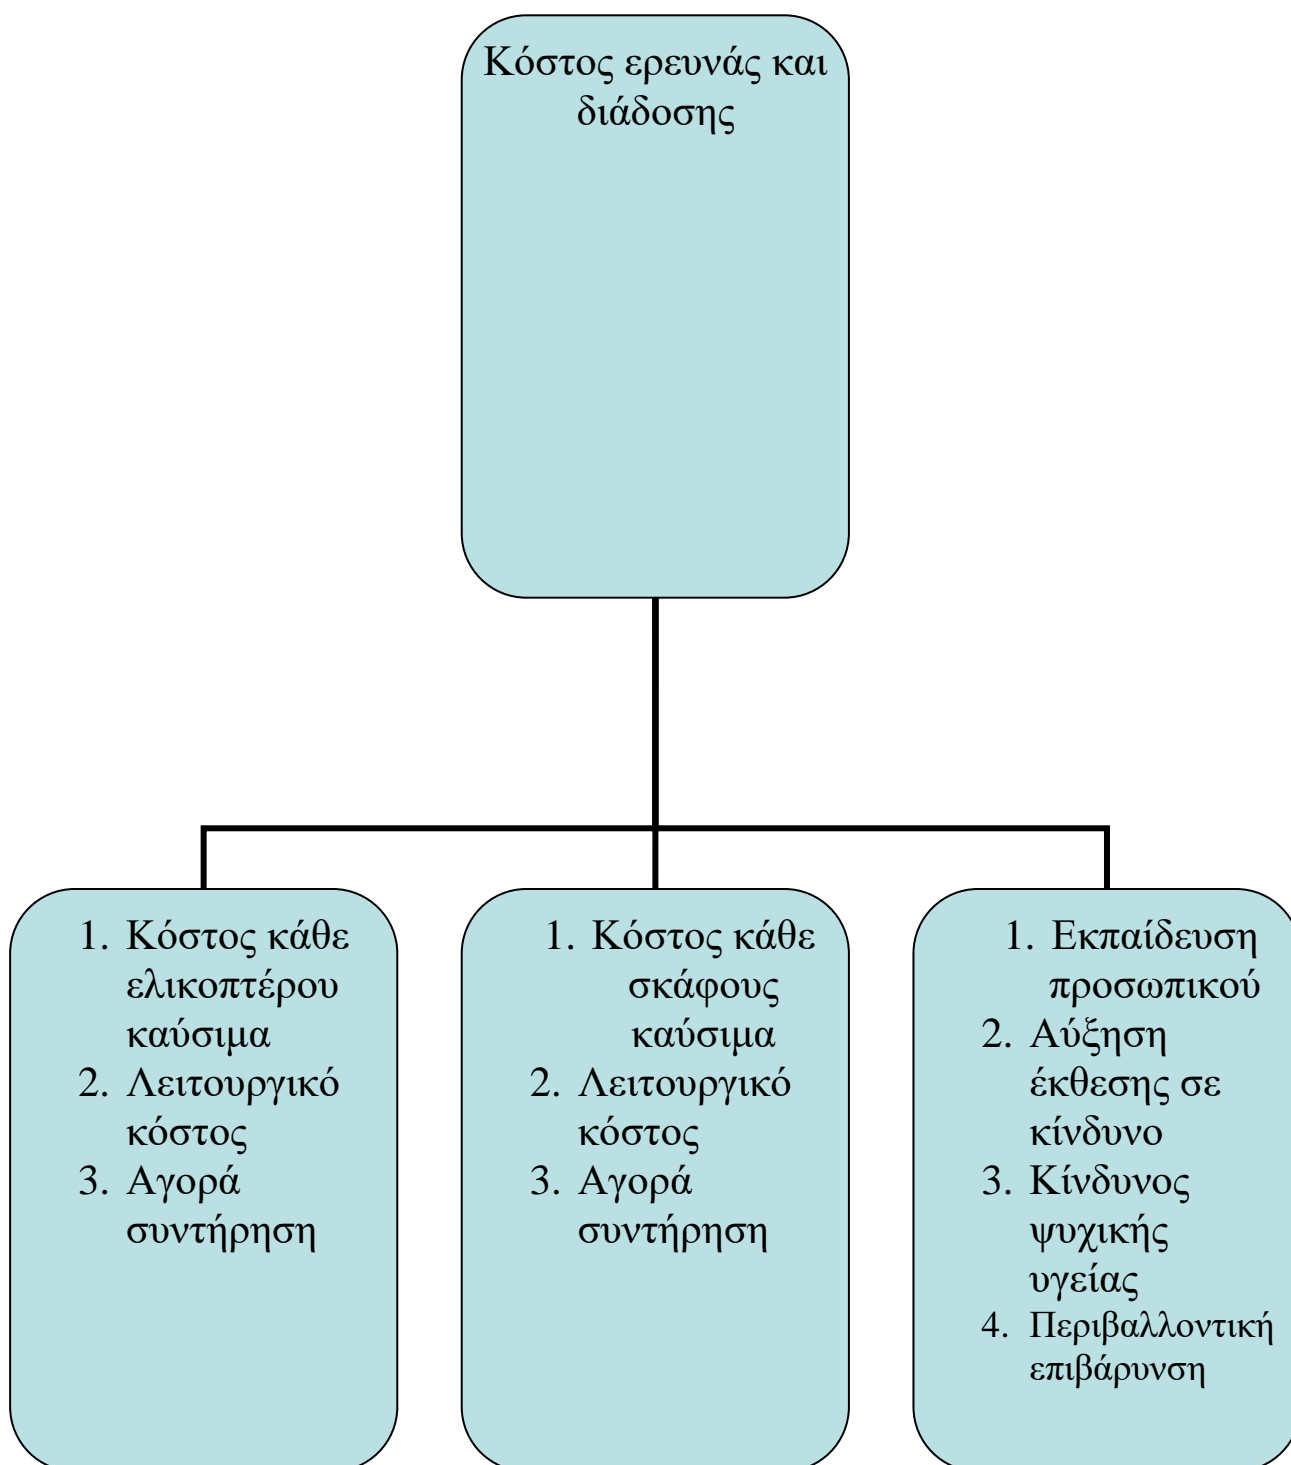 Κόστος ερευνάς και
διάδοσης
1. Κόστος κάθε
ελικοπτέρου
καύσιμα
2. Λειτουργικό
κόστος
3. Αγορά
συντήρηση
1. Κόστος κάθε
σκάφους
καύσιμα
2. Λειτουργικό
κόστος
3. Αγορά
συντήρηση
1. Εκπαίδευση
προσωπικού
2. Αύξηση
έκθεσης σε
κίνδυνο
3. Κίνδυνος
ψυχικής
υγείας
4. Περιβαλλοντική
επιβάρυνση